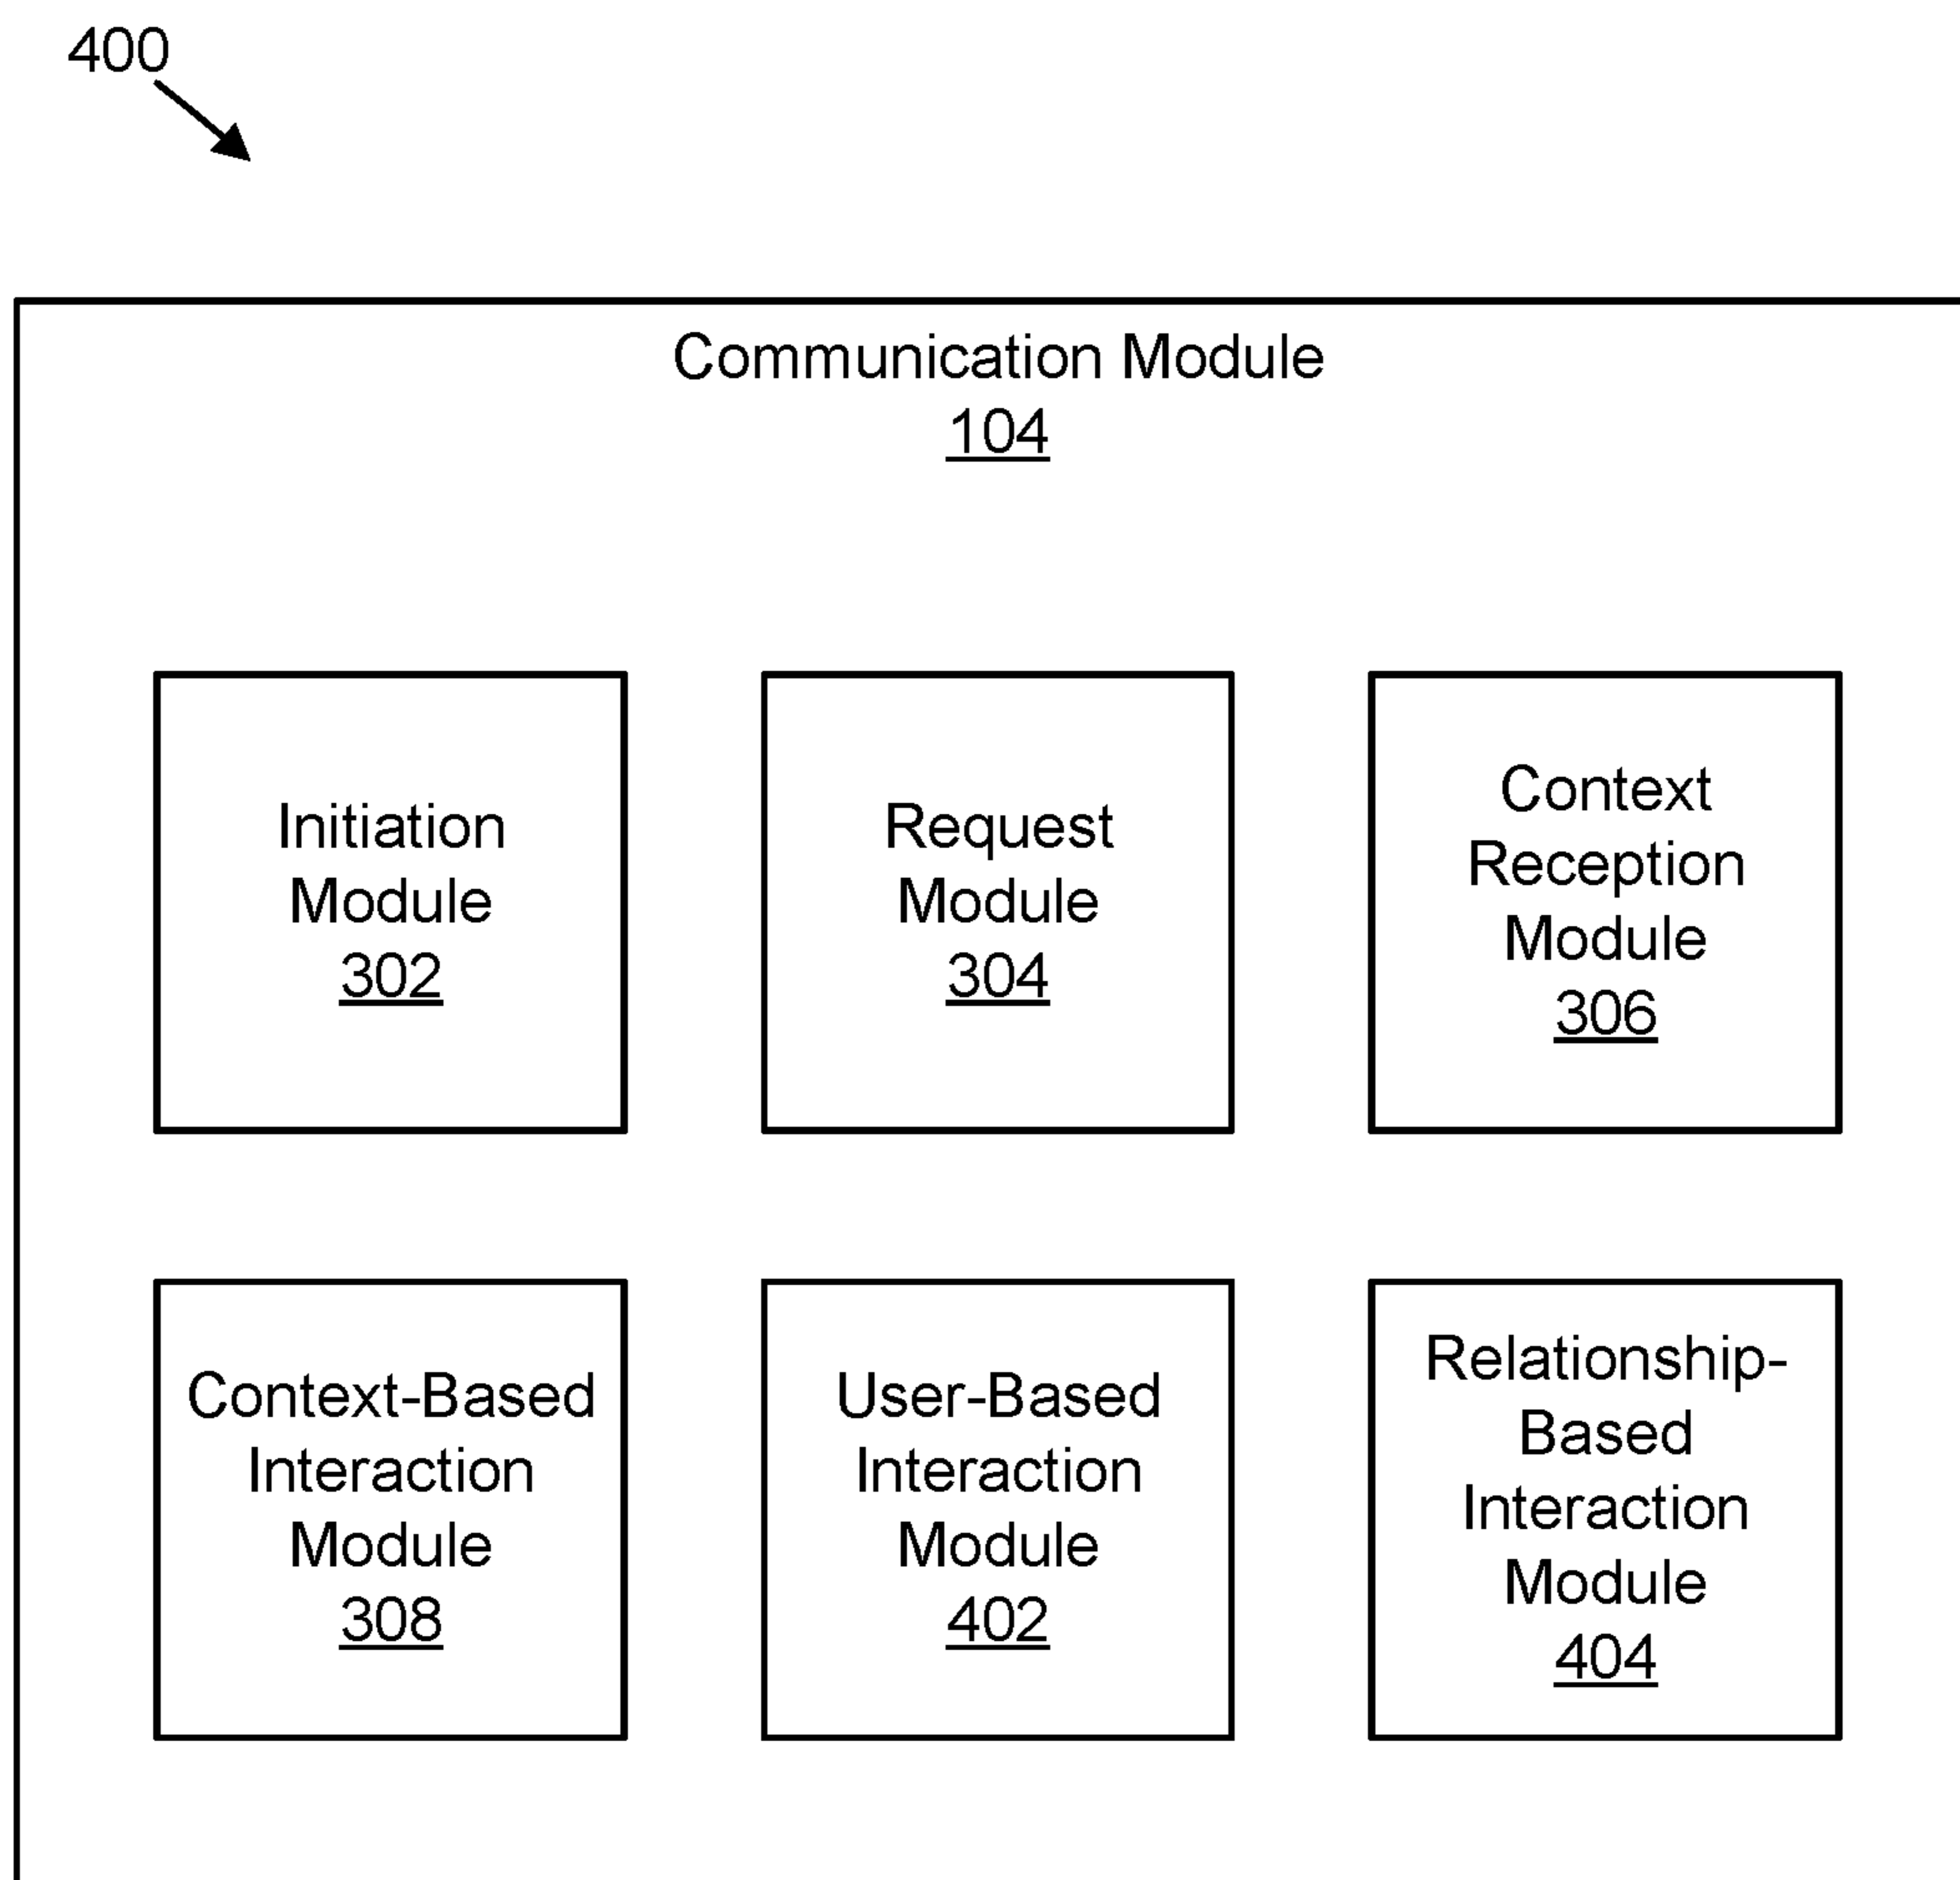 400
Communication Module
104
Initiation
Module
302
Request
Module
304
Context
Reception
Module
306
Context-Based
Interaction
Module
308
User-Based
Interaction
Module
402
Relationship-
Based
Interaction
Module
404